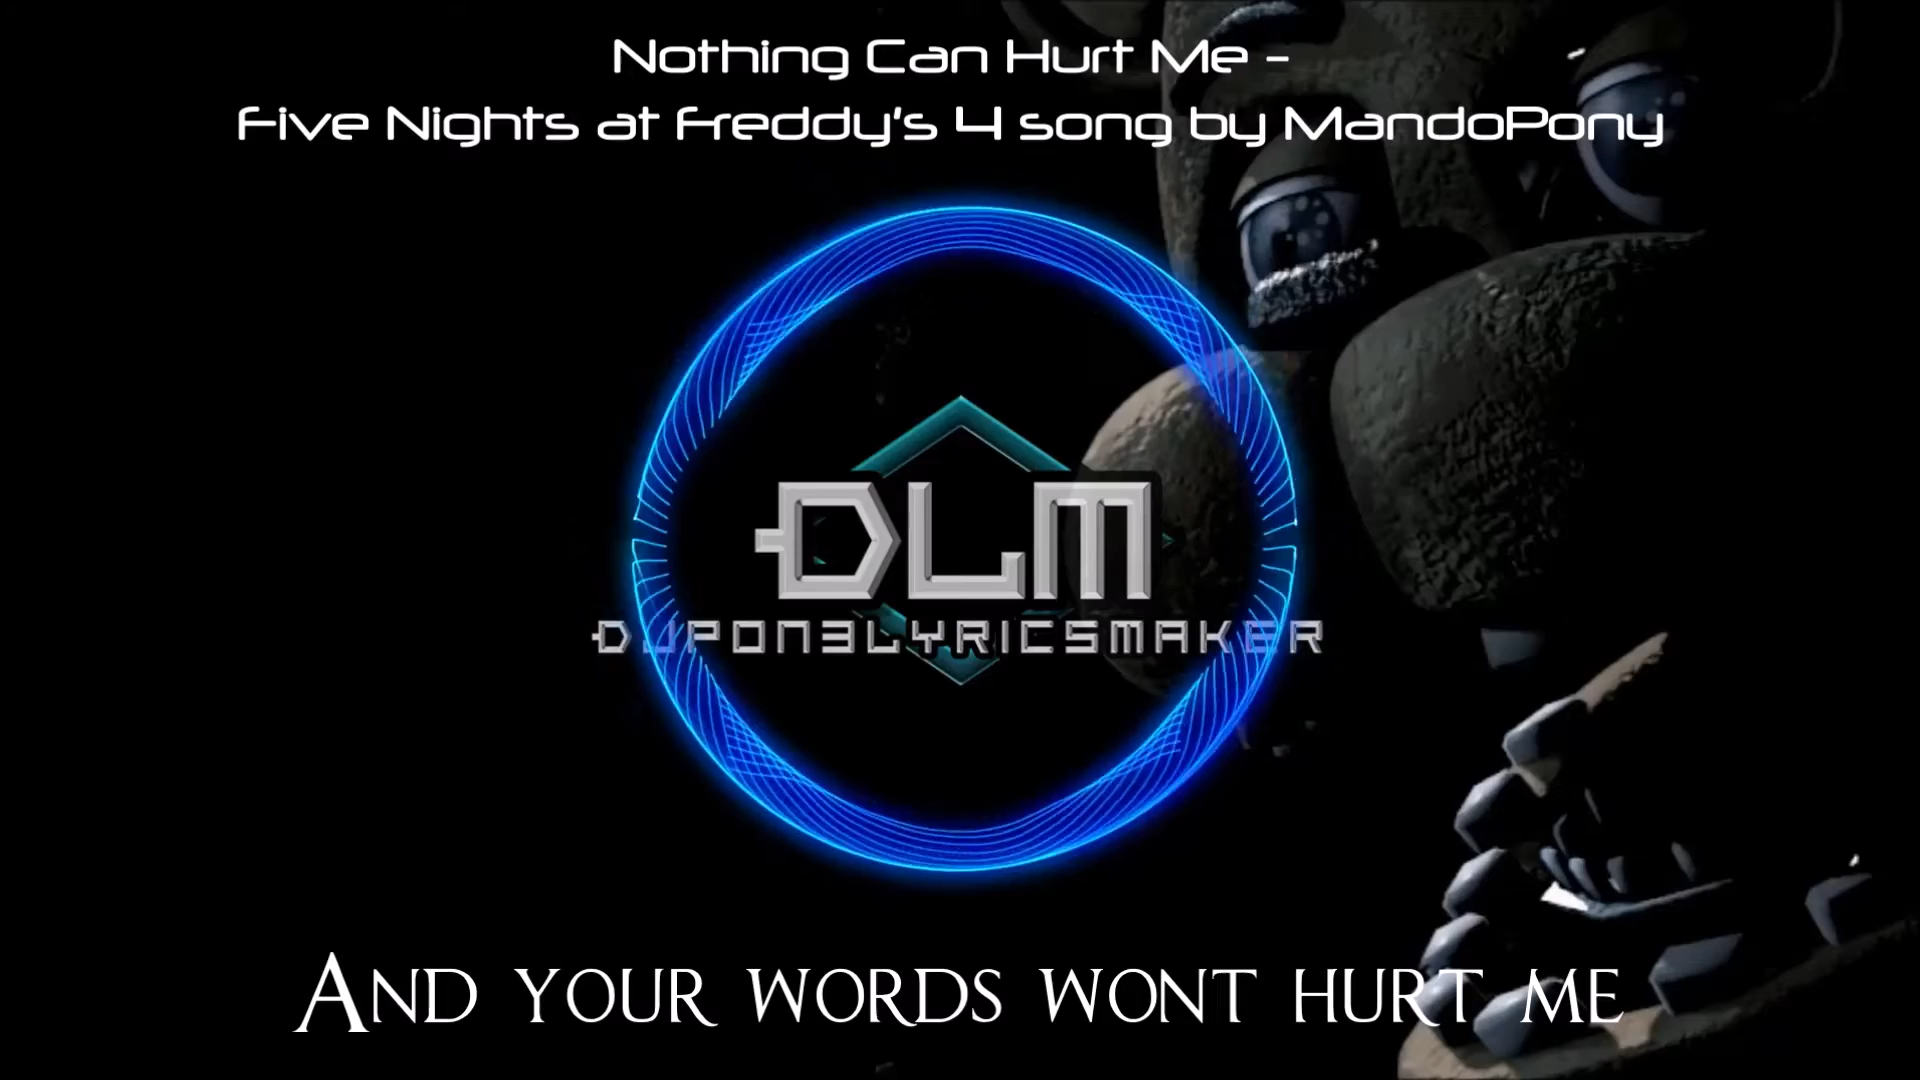 Nothing Can Hurt Me -
Five Nights at Freddy's 4 song by MandoPony
DLM
DJPON3LYRICSMAKER
And your words wont hurt me